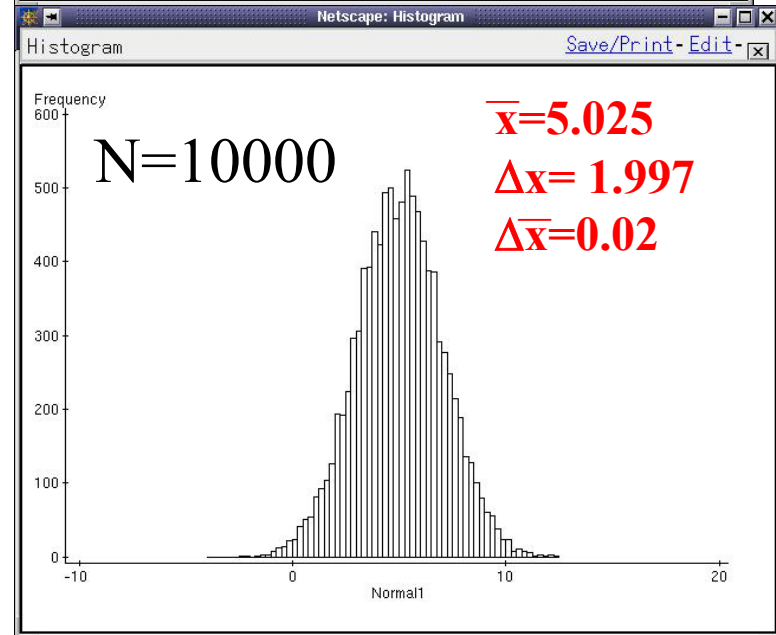 Netscape: Histogram
Histogram
Save/Print- Edit-
Frequency
600
500
400
300
200
100
0
N=10000
x̅=5.025
Δx= 1.997
Δx̅=0.02
-10
0
10
20
Normal1